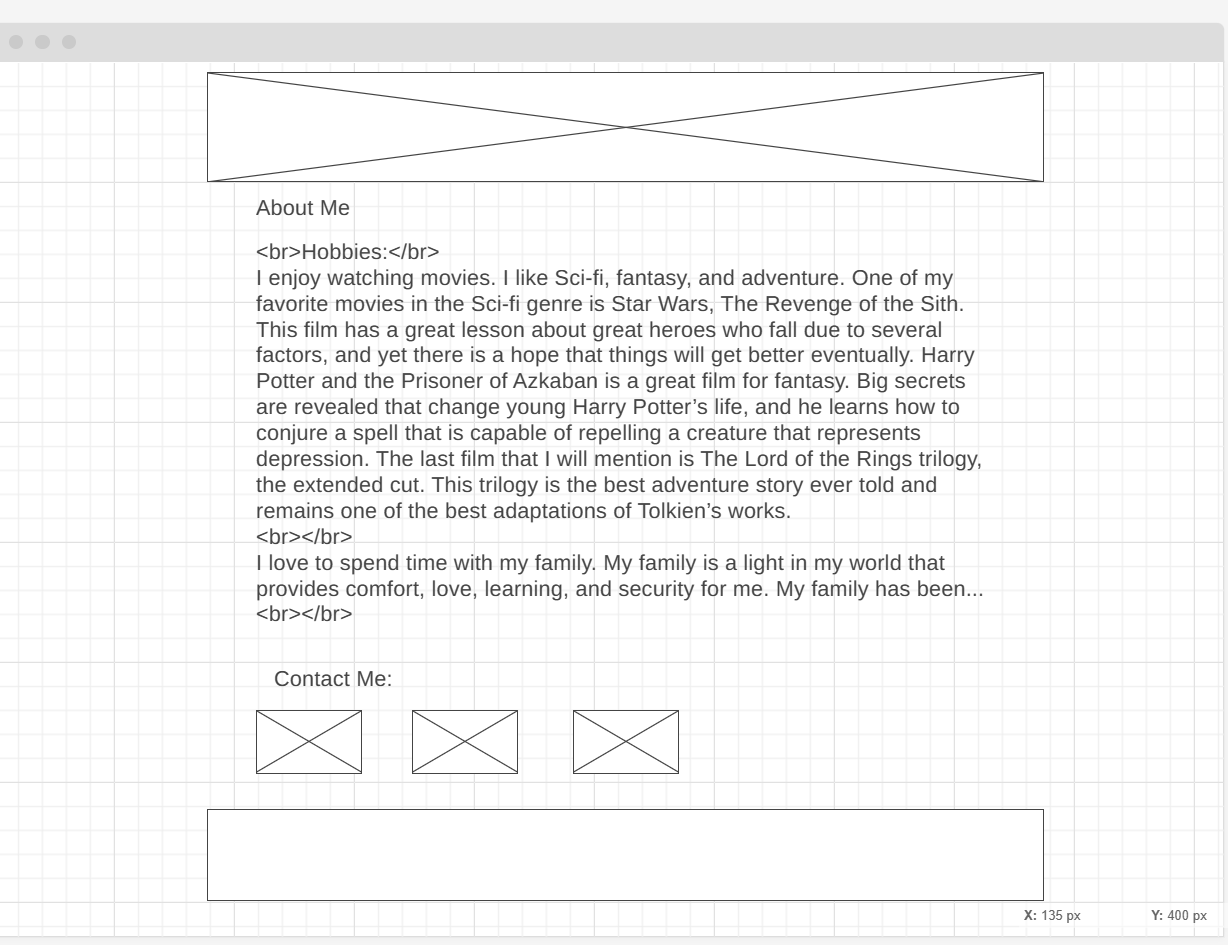 About Me
<br>Hobbies:</br>
I enjoy watching movies. I like Sci-fi, fantasy, and adventure. One of my
favorite movies in the Sci-fi genre is Star Wars, The Revenge of the Sith.
This film has a great lesson about great heroes who fall due to several
factors, and yet there is a hope that things will get better eventually. Harry
Potter and the Prisoner of Azkaban is a great film for fantasy. Big secrets
are revealed that change young Harry Potter’s life, and he learns how to
conjure a spell that is capable of repelling a creature that represents
depression. The last film that I will mention is The Lord of the Rings trilogy,
the extended cut. This trilogy is the best adventure story ever told and
remains one of the best adaptations of Tolkien’s works.
<br></br>
I love to spend time with my family. My family is a light in my world that
provides comfort, love, learning, and security for me. My family has been...
<br></br>
Contact Me:
X: 135 px Y: 400 px